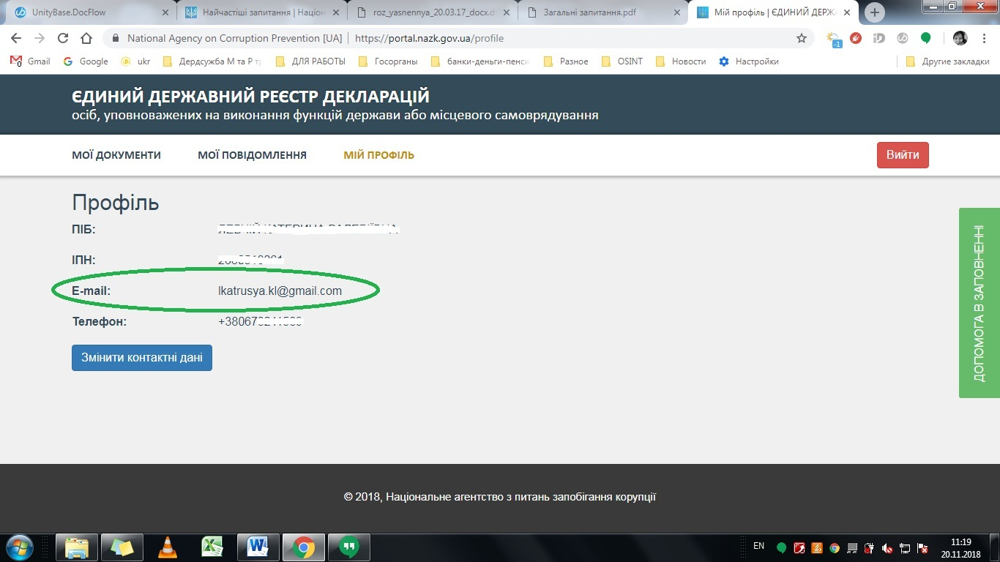 UnityBase.DocFlow
Найчастіші запитання | Націон
roz_yasnennya_20.03.17_docx.d
Загальні запитання.pdf
Мій профіль | ЄДИНИЙ ДЕРЖ
National Agency on Corruption Prevention [UA] | https://portal.nazk.gov.ua/profile
-1
Gmail
Google
ukr
Дердсужба М та Р тр
ДЛЯ РАБОТЫ
Госорганы
банки-деньги-пенси
Разное
OSINT
Новости
Настройки
Другие закладки
ЄДИНИЙ ДЕРЖАВНИЙ РЕЄСТР ДЕКЛАРАЦІЙ
осіб, уповноважених на виконання функцій держави або місцевого самоврядування
МОЇ ДОКУМЕНТИ
МОЇ ПОВІДОМЛЕННЯ
МІЙ ПРОФІЛЬ
Вийти
Профіль
ПІБ:
ІПН:
E-mail: lkatrusya.kl@gmail.com
Телефон: +38067
Змінити контактні дані
ДОПОМОГА В ЗАПОВНЕННІ
© 2018, Національне агентство з питань запобігання корупції
EN
11:19
20.11.2018